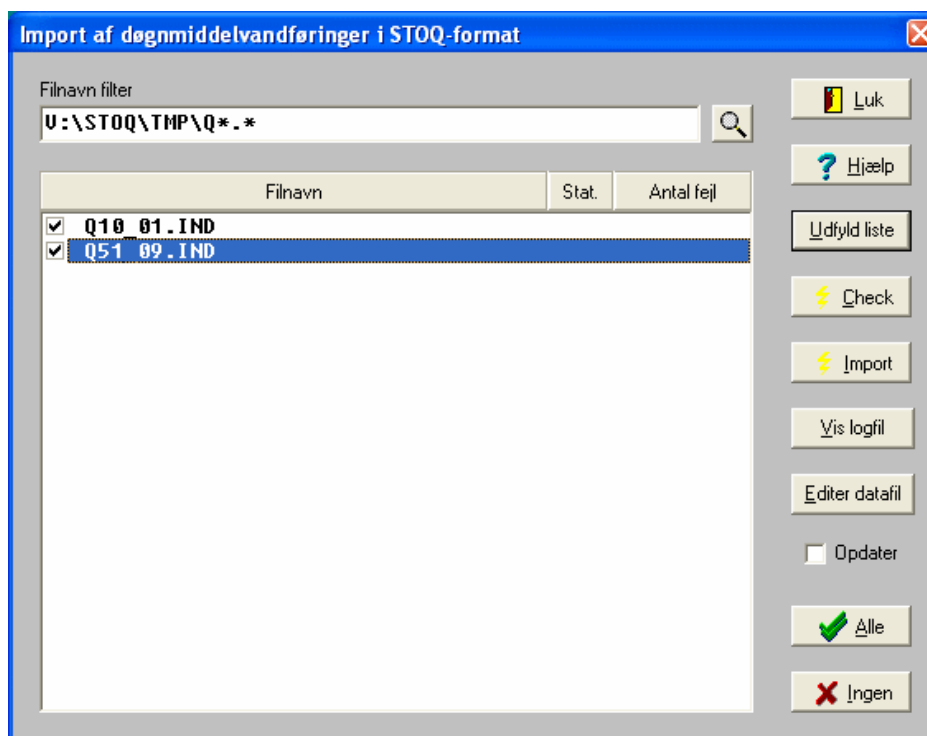 Import af døgnmiddelvandføringer i STOQ-format
Filnavn filter
V:\STOQ\TMP\Q*.*
Filnavn Stat. Antal fejl
Q10_01.IND
Q51_09.IND
Luk
Hjælp
Udfyld liste
Check
Import
Vis logfil
Editer datafil
Opdater
Alle
Ingen